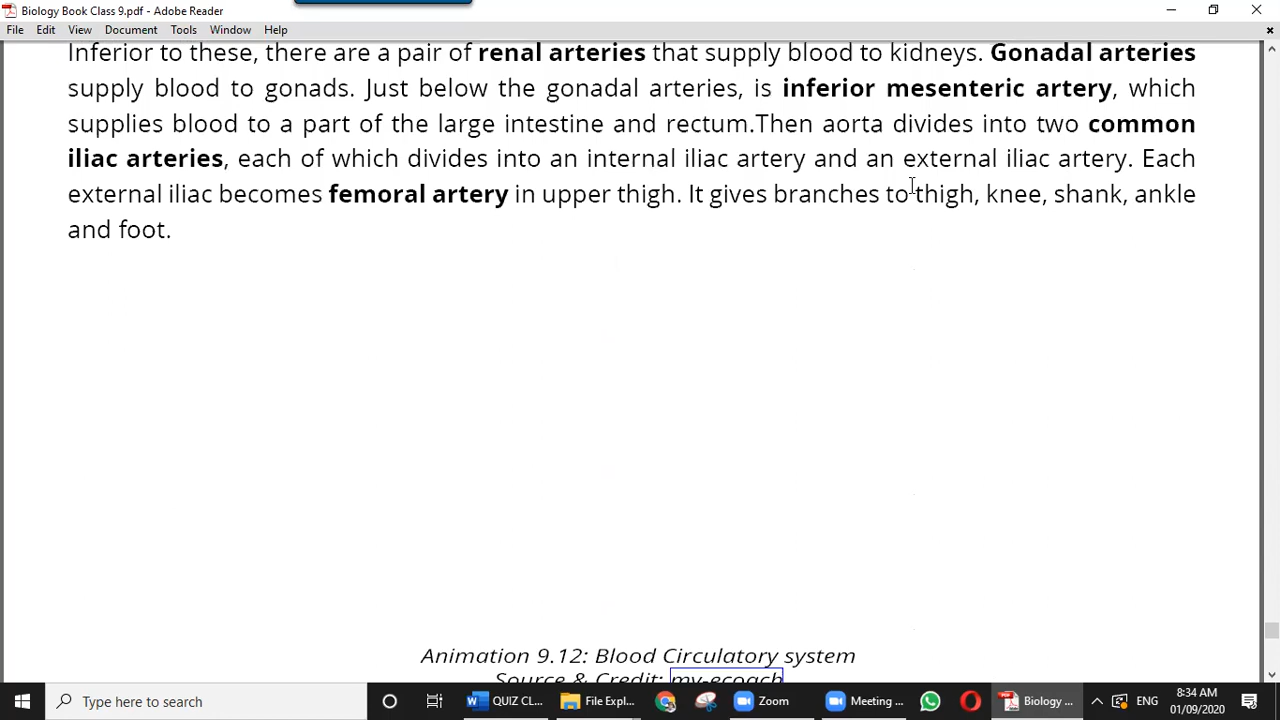 Biology Book Class 9.pdf - Adobe Reader
File Edit View Document Tools Window Help
Inferior to these, there are a pair of renal arteries that supply blood to kidneys. Gonadal arteries
supply blood to gonads. Just below the gonadal arteries, is inferior mesenteric artery, which
supplies blood to a part of the large intestine and rectum.Then aorta divides into two common
iliac arteries, each of which divides into an internal iliac artery and an external iliac artery. Each
external iliac becomes femoral artery in upper thigh. It gives branches to thigh, knee, shank, ankle
and foot.
Animation 9.12: Blood Circulatory system
Source & Credit: my-ecoach
Type here to search
QUIZ CL...
File Expl...
Zoom
Meeting ...
Biology ...
ENG
8:34 AM
01/09/2020